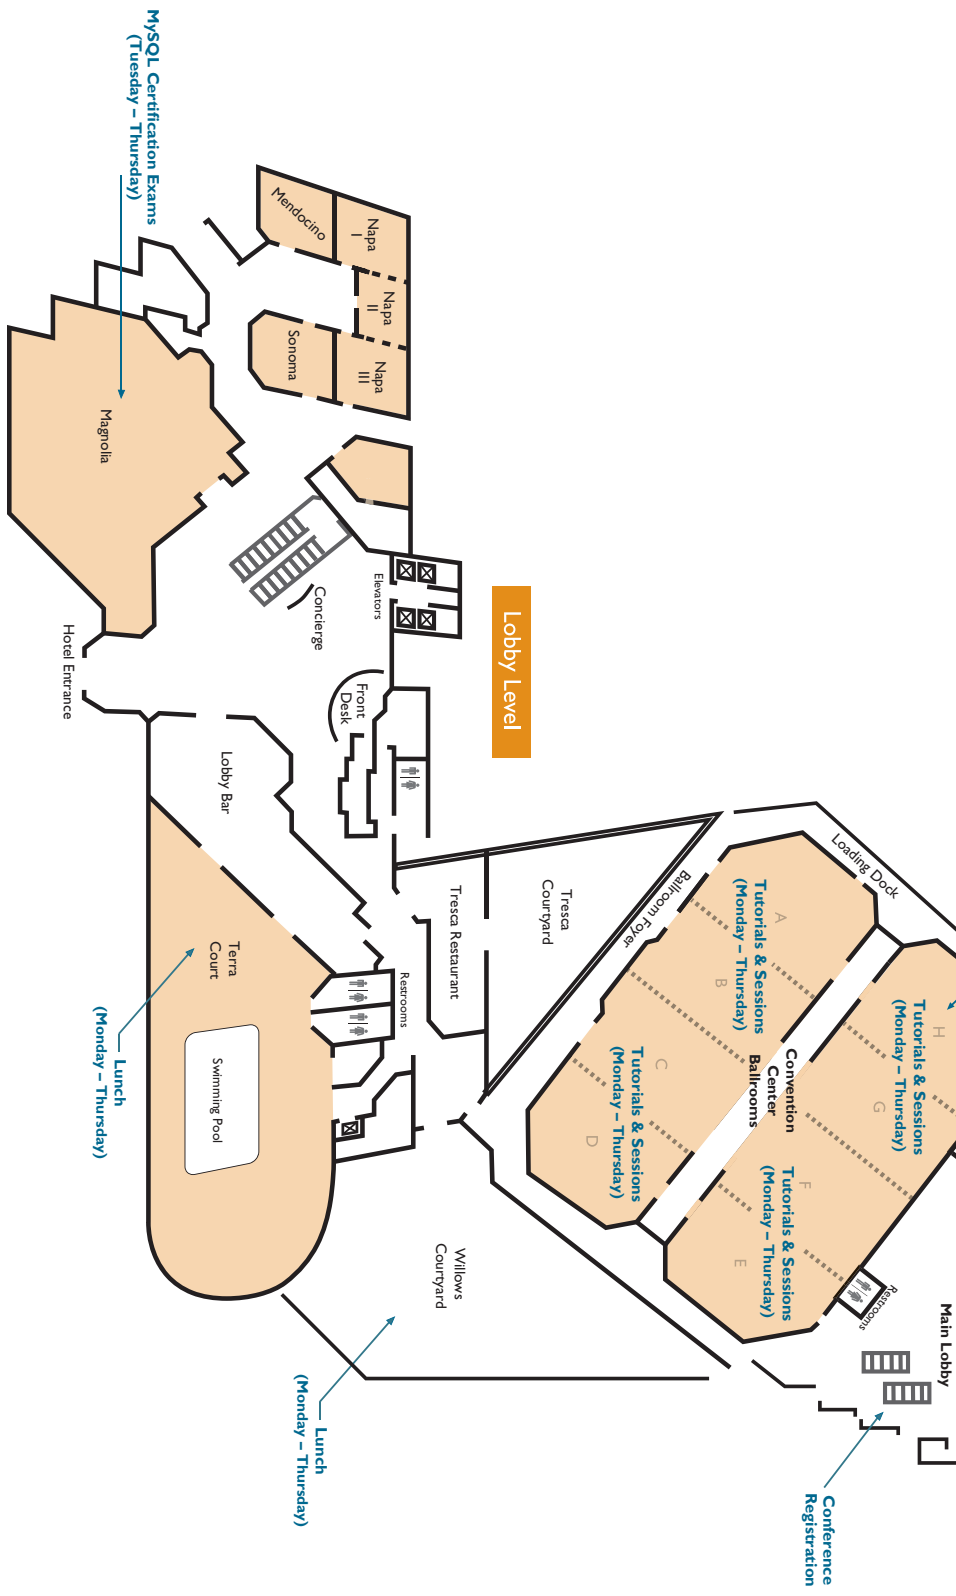 MySQL Certification Exams
(Tuesday – Thursday)
Mendocino
Napa
I
Napa
II
Napa
III
Sonoma
Magnolia
Elevators
Concierge
Lobby Level
Hotel Entrance
Front
Desk
Lobby Bar
Loading Dock
Ballroom Foyer
Tresca
Courtyard
Tresca Restaurant
Restrooms
Terra
Court
Swimming Pool
Lunch
(Monday – Thursday)
A
Tutorials & Sessions
(Monday – Thursday)
B
C
Tutorials & Sessions
(Monday – Thursday)
D
Convention
Center
Ballrooms
H
Tutorials & Sessions
(Monday – Thursday)
G
F
Tutorials & Sessions
(Monday – Thursday)
E
Restrooms
Main Lobby
Willows
Courtyard
Lunch
(Monday – Thursday)
Conference
Registration